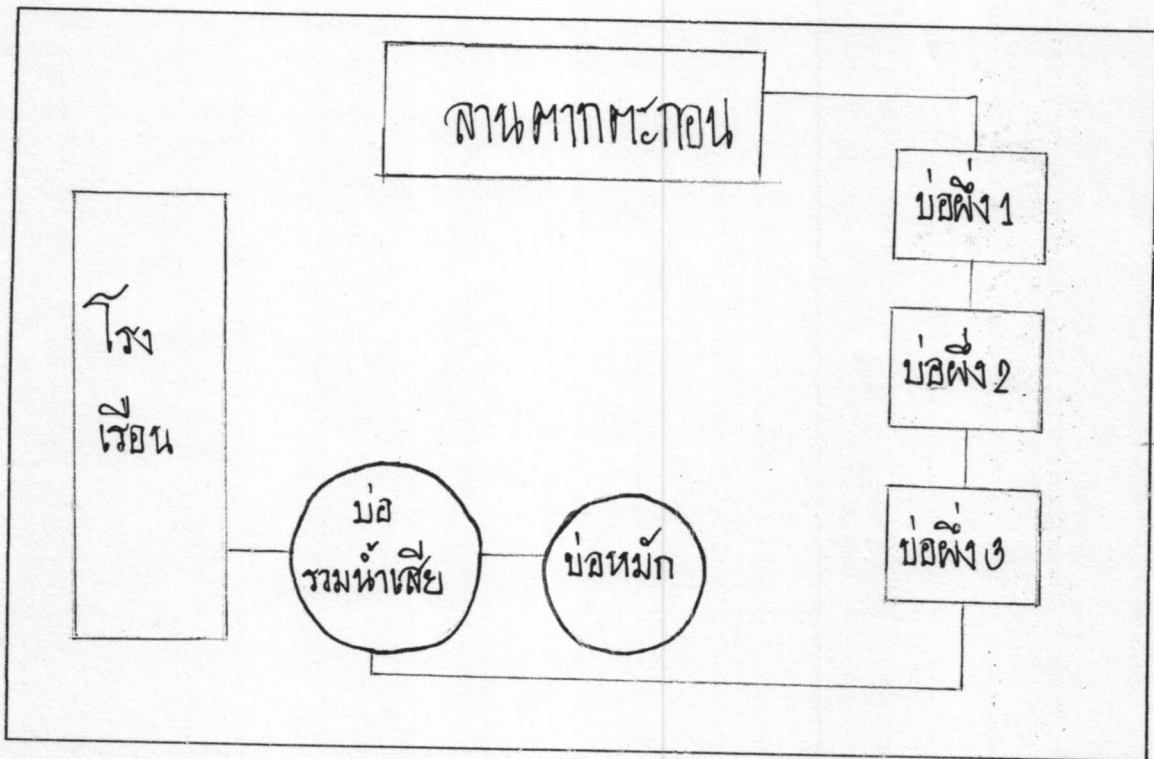 ลานตากตะกอน
บ่อผึ่ง 1
โรง
เรือน
บ่อผึ่ง 2
บ่อ
รวมน้ำเสีย
บ่อหมัก
บ่อผึ่ง 3